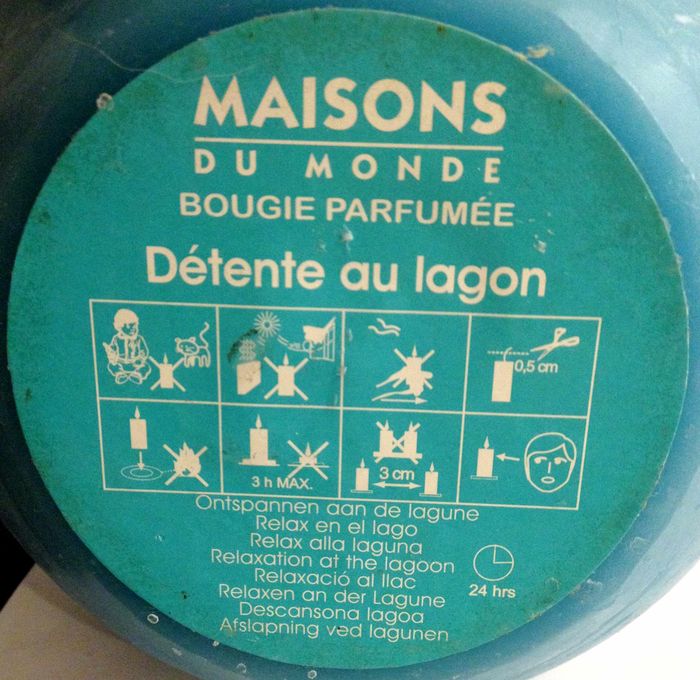 MAISONS
DU MONDE
BOUGIE PARFUMÉE
Détente au lagon
0,5 cm
3 h MAX.
3 cm
Ontspannen aan de lagune
Relax en el lago
Relax alla laguna
Relaxation at the lagoon
Relaxació al llac
Relaxen an der Lagune
Descansona lagoa
Afslapning ved lagunen
24 hrs